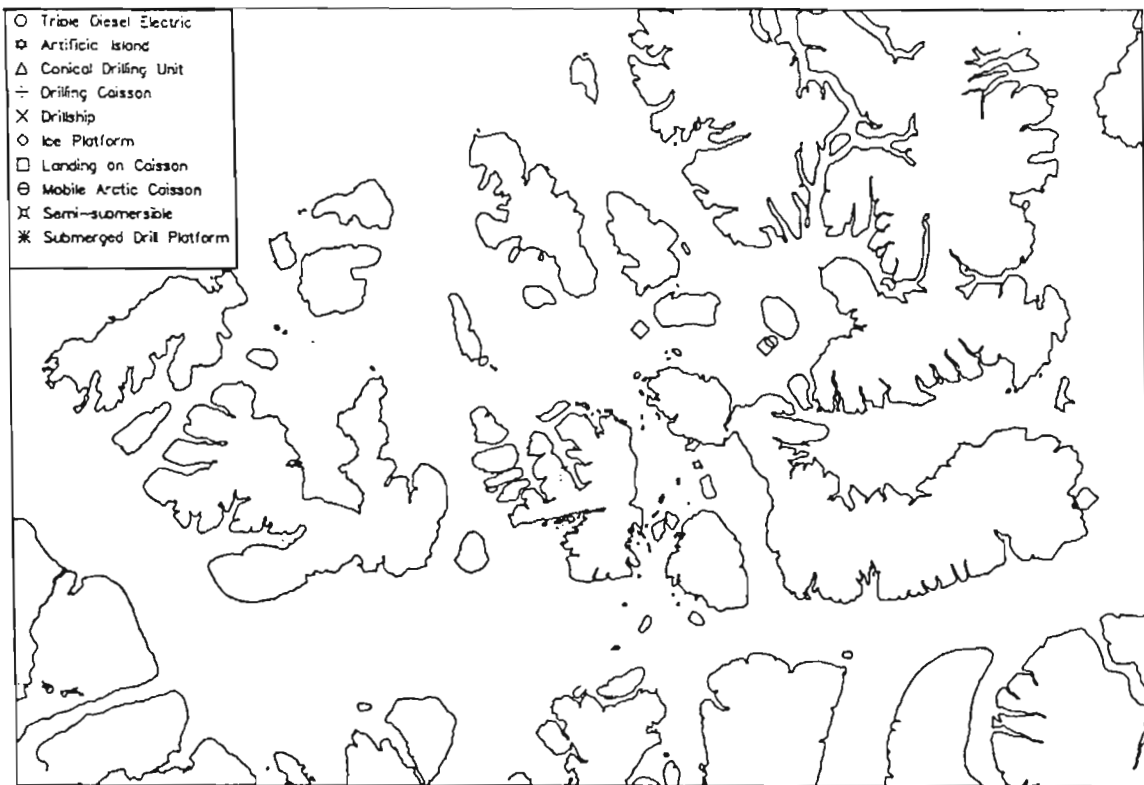 Triple Diesel Electric
Artificial Island
Conical Drilling Unit
Drilling Caisson
Drillship
Ice Platform
Landing on Caisson
Mobile Arctic Caisson
Semi-submersible
Submerged Drill Platform